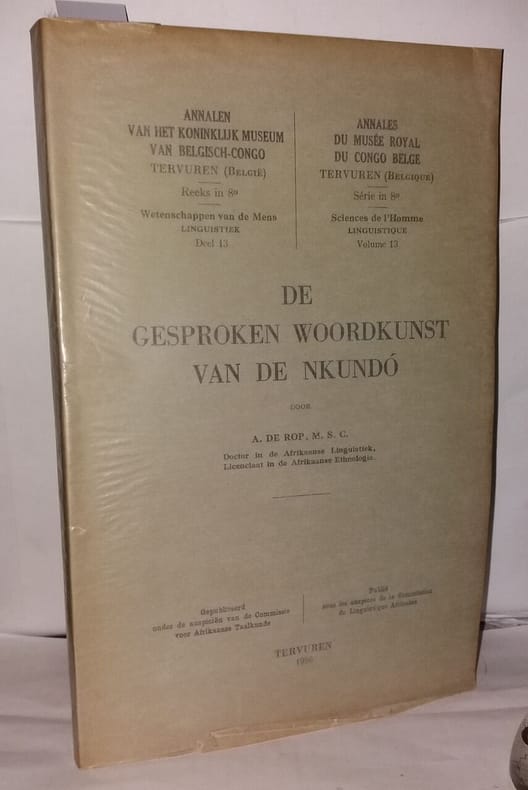 ANNALEN
VAN HET KONINKLIJK MUSEUM
VAN BELGISCH-CONGO
TERVUREN (BELGIË)
Reeks in 8º
Wetenschappen van de Mens
LINGUISTIEK
Deel 13
ANNALES
DU MUSÉE ROYAL
DU CONGO BELGE
TERVUREN (BELGIQUE)
Série in 8º
Sciences de l'Homme
LINGUISTIQUE
Volume 13
DE
GESPROKEN WOORDKUNST
VAN DE NKUNDÓ
DOOR
A. DE ROP, M. S. C.
Doctor in de Afrikaanse Linguistiek,
Licenciaat in de Afrikaanse Ethnologie.
Gepubliceerd
onder de auspiciën van de Commissie
voor Afrikaanse Taalkunde
Publié
sous les auspices de la Commission
de Linguistique Africaine
TERVUREN
1956